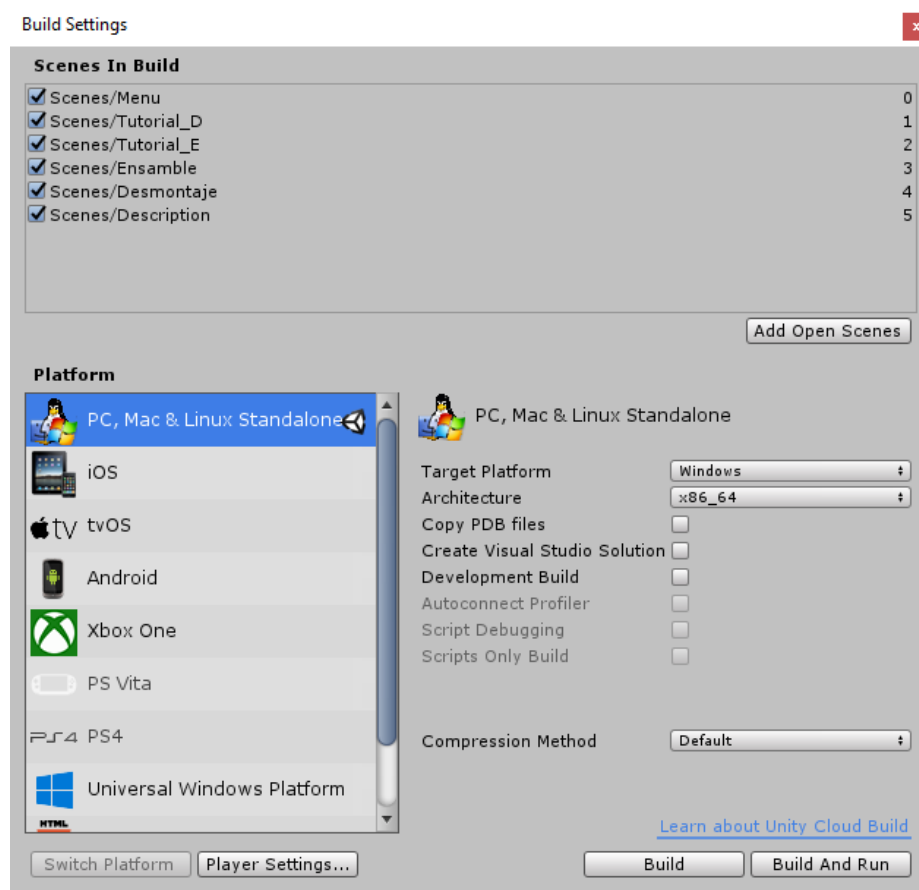 Build Settings
x
Scenes In Build
Scenes/Menu 0
Scenes/Tutorial_D 1
Scenes/Tutorial_E 2
Scenes/Ensamble 3
Scenes/Desmontaje 4
Scenes/Description 5
Add Open Scenes
Platform
PC, Mac & Linux Standalone
iOS
tv tvOS
Android
Xbox One
PS Vita
PS4 PS4
Universal Windows Platform
HTML
PC, Mac & Linux Standalone
Target Platform Windows
Architecture x86_64
Copy PDB files
Create Visual Studio Solution
Development Build
Autoconnect Profiler
Script Debugging
Scripts Only Build
Compression Method Default
Learn about Unity Cloud Build
Switch Platform
Player Settings...
Build
Build And Run